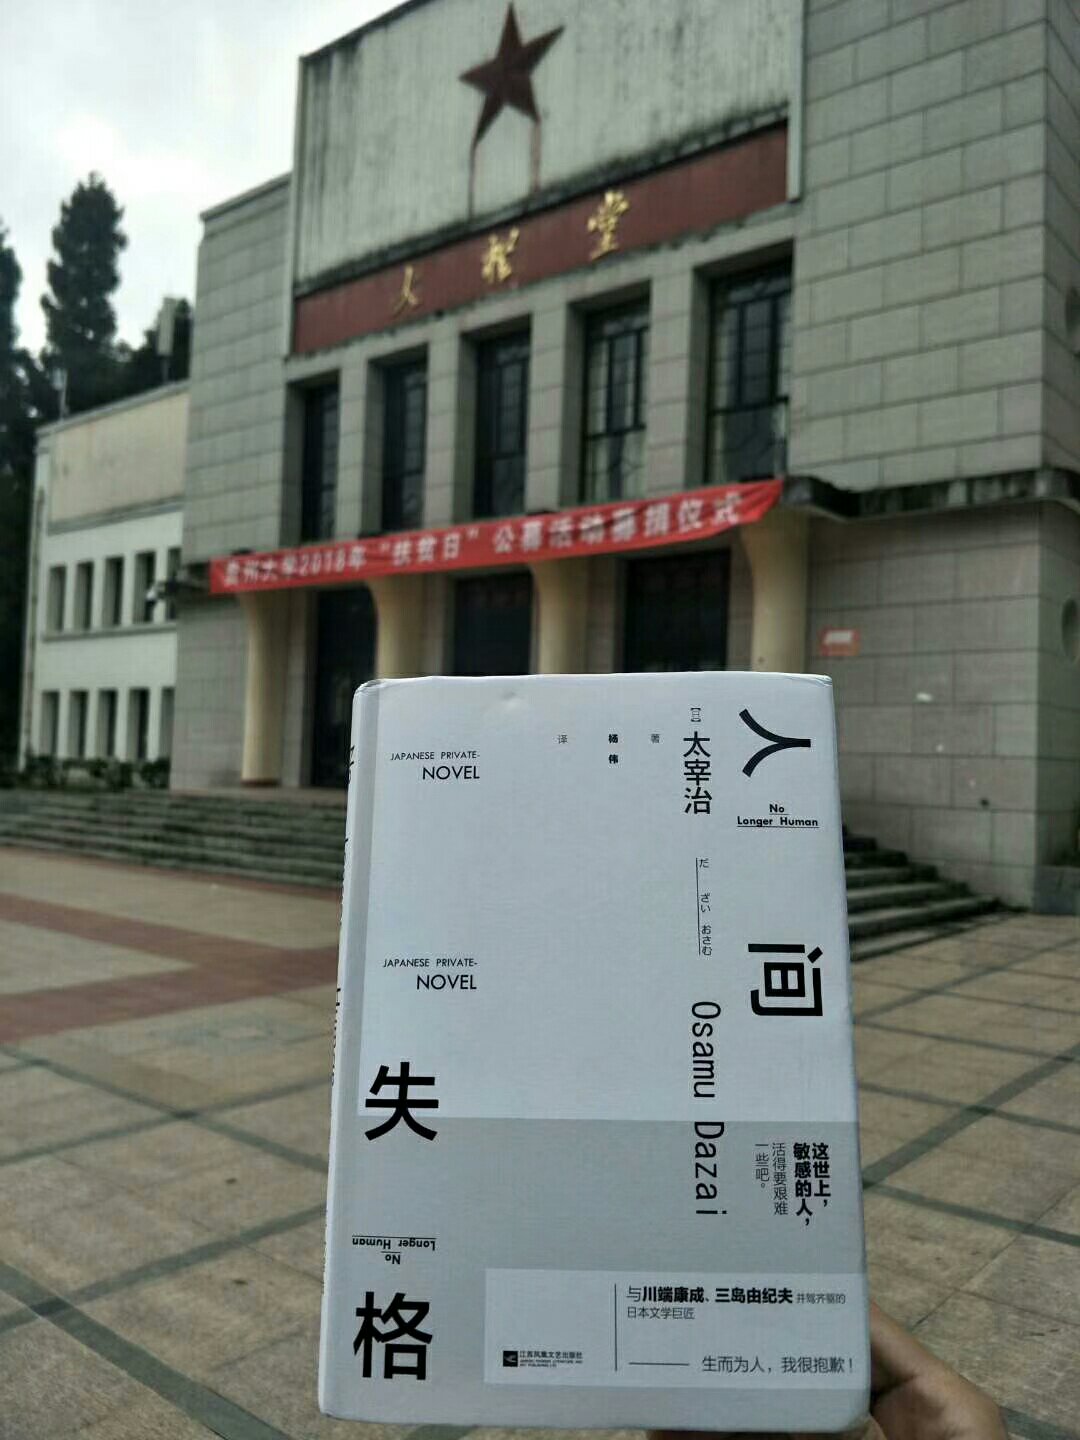 大禮堂
贵州大学2018年“扶贫日”公募活动募捐仪式
人间
No
Longer Human
失格
No
Longer Human
【日】太宰治 著
杨伟 译
だざい おさむ
Osamu Dazai
JAPANESE PRIVATE-
NOVEL
JAPANESE PRIVATE-
NOVEL
这世上，
敏感的人，
活得要艰难
一些吧。
与川端康成、三岛由纪夫并驾齐驱的
日本文学巨匠
生而为人，我很抱歉！
江苏凤凰文艺出版社